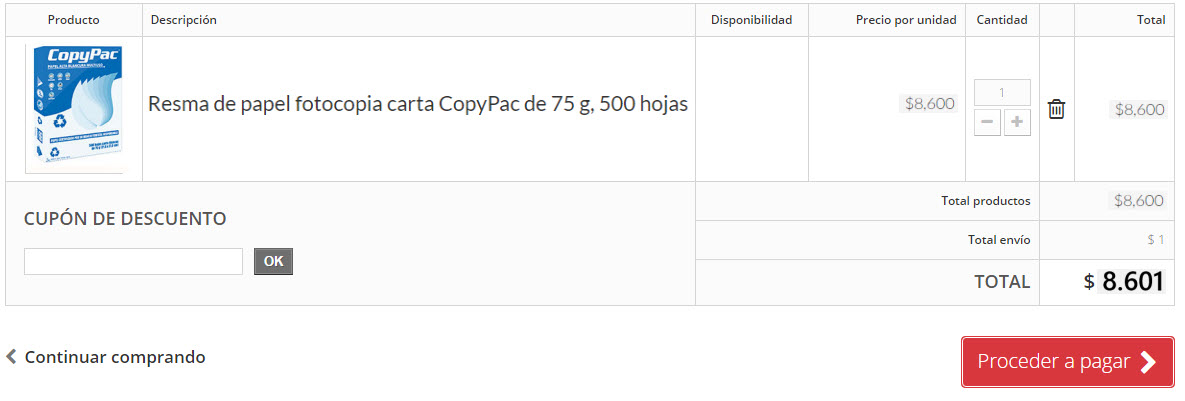 Producto Descripción Disponibilidad Precio por unidad Cantidad Total
CopyPac
Resma de papel fotocopia carta CopyPac de 75 g, 500 hojas
$8,600
1
$8,600
Total productos $8,600
CUPÓN DE DESCUENTO
Total envío $ 1
OK
TOTAL $ 8.601
Continuar comprando
Proceder a pagar